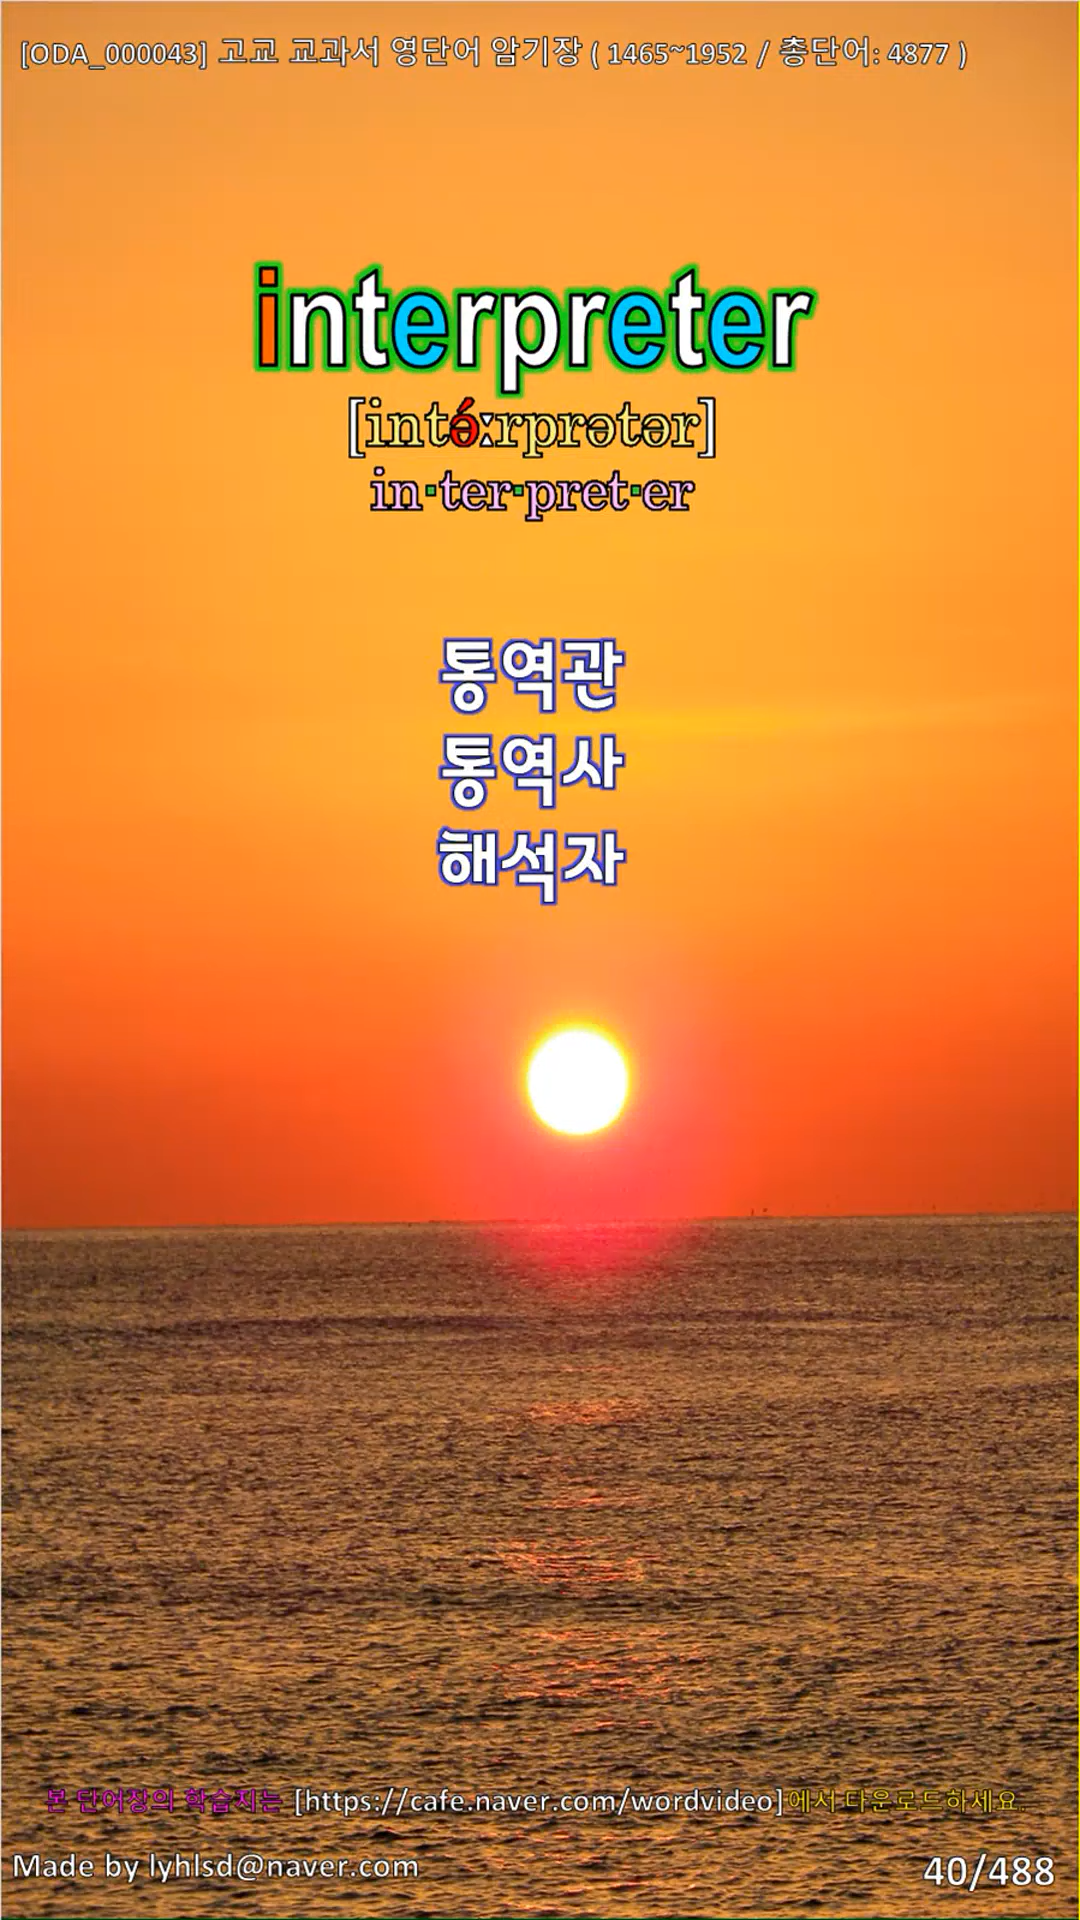 [ODA_000043] 고교 교과서 영단어 암기장 ( 1465~1952 / 총단어: 4877 )
interpreter
[intə́ːrprətər]
in·ter·pret·er
통역관
통역사
해석자
본 단어장의 학습지는 [https://cafe.naver.com/wordvideo]에서 다운로드하세요.
Made by lyhlsd@naver.com
40/488